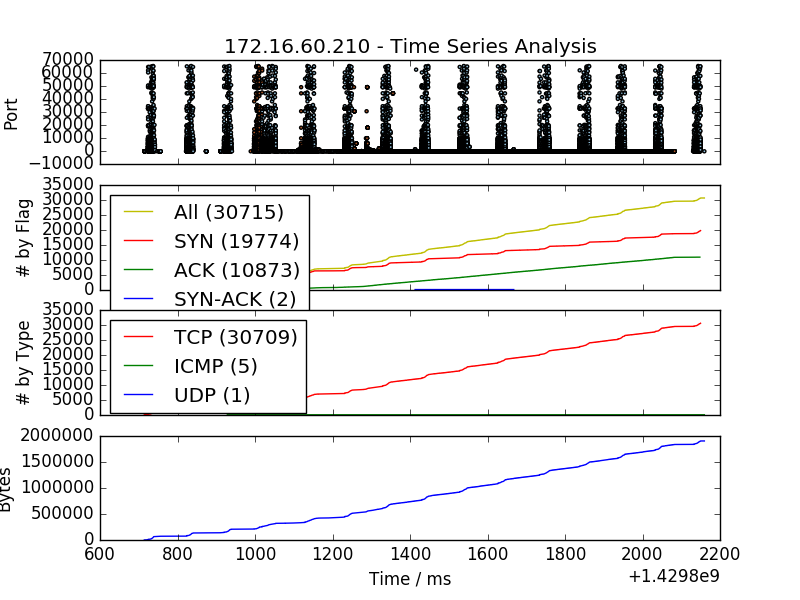 172.16.60.210 - Time Series Analysis
70000
60000
50000
40000
30000
20000
10000
0
−10000
Port
35000
30000
25000
20000
15000
10000
5000
0
# by Flag
All (30715)
SYN (19774)
ACK (10873)
SYN-ACK (2)
35000
30000
25000
20000
15000
10000
5000
0
# by Type
TCP (30709)
ICMP (5)
UDP (1)
2000000
1500000
1000000
500000
0
Bytes
600 800 1000 1200 1400 1600 1800 2000 2200
Time / ms
+1.4298e9